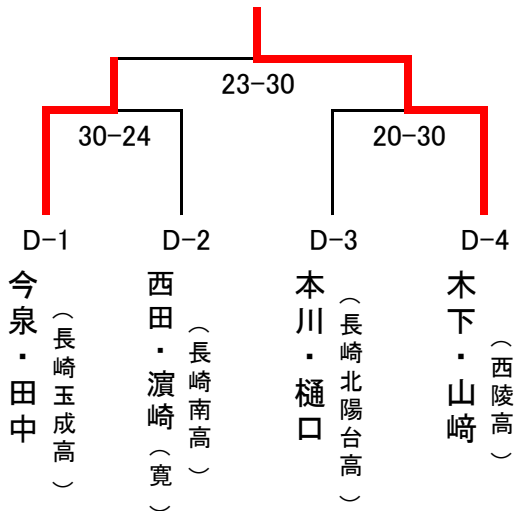 23-30
30-24
20-30
D-1
D-2
D-3
D-4
今泉・田中
（長崎玉成高）
西田・濵崎（寛）
（長崎南高）
本川・樋口
（長崎北陽台高）
木下・山﨑
（西陵高）